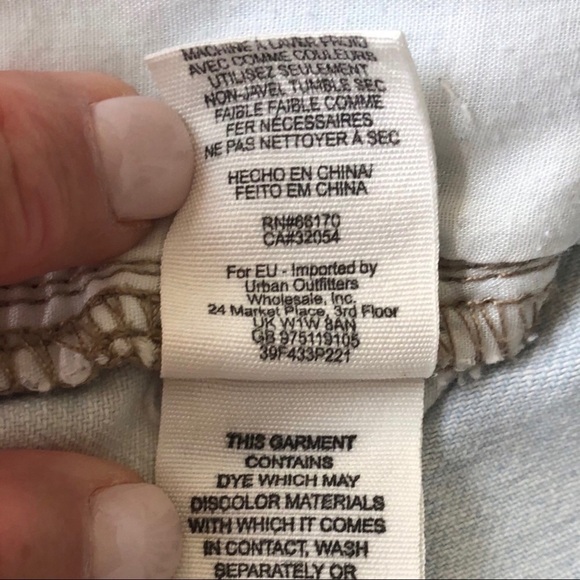 MACHINE A LAVER FROID
AVEC COMME COULEURS
UTILISEZ SEULEMENT
NON-JAVEL TUMBLE SEC
FAIBLE FAIBLE COMME
FER NÉCESSAIRES
NE PAS NETTOYER A SEC
HECHO EN CHINA/
FEITO EM CHINA
RN#66170
CA#32054
For EU - Imported by
Urban Outfitters
Wholesale, Inc.
24 Market Place, 3rd Floor
UK W1W 8AN
GB 975119105
39F433P221
THIS GARMENT
CONTAINS
DYE WHICH MAY
DISCOLOR MATERIALS
WITH WHICH IT COMES
IN CONTACT, WASH
SEPARATELY OR